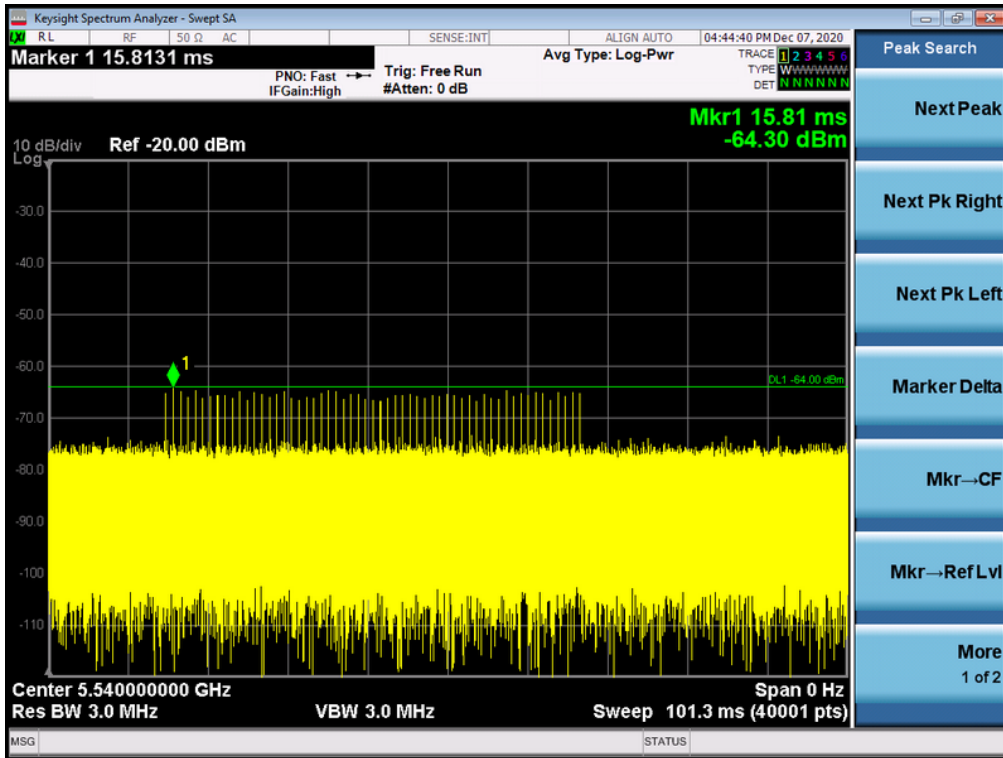 Keysight Spectrum Analyzer - Swept SA
LXI RL RF 50 Ω AC SENSE:INT ALIGN AUTO 04:44:40 PM Dec 07, 2020
Marker 1 15.8131 ms
PNO: Fast
IFGain:High
Trig: Free Run
#Atten: 0 dB
Avg Type: Log-Pwr
TRACE 1 2 3 4 5 6
TYPE W
DET N N N N N N
Mkr1 15.81 ms
-64.30 dBm
10 dB/div
Log
Ref -20.00 dBm
-30.0
-40.0
-50.0
-60.0
1
DL1 -64.00 dBm
-70.0
-80.0
-90.0
-100
-110
Center 5.540000000 GHz
Span 0 Hz
Res BW 3.0 MHz
VBW 3.0 MHz
Sweep 101.3 ms (40001 pts)
MSG
STATUS
Peak Search
Next Peak
Next Pk Right
Next Pk Left
Marker Delta
Mkr→CF
Mkr→Ref Lvl
More
1 of 2